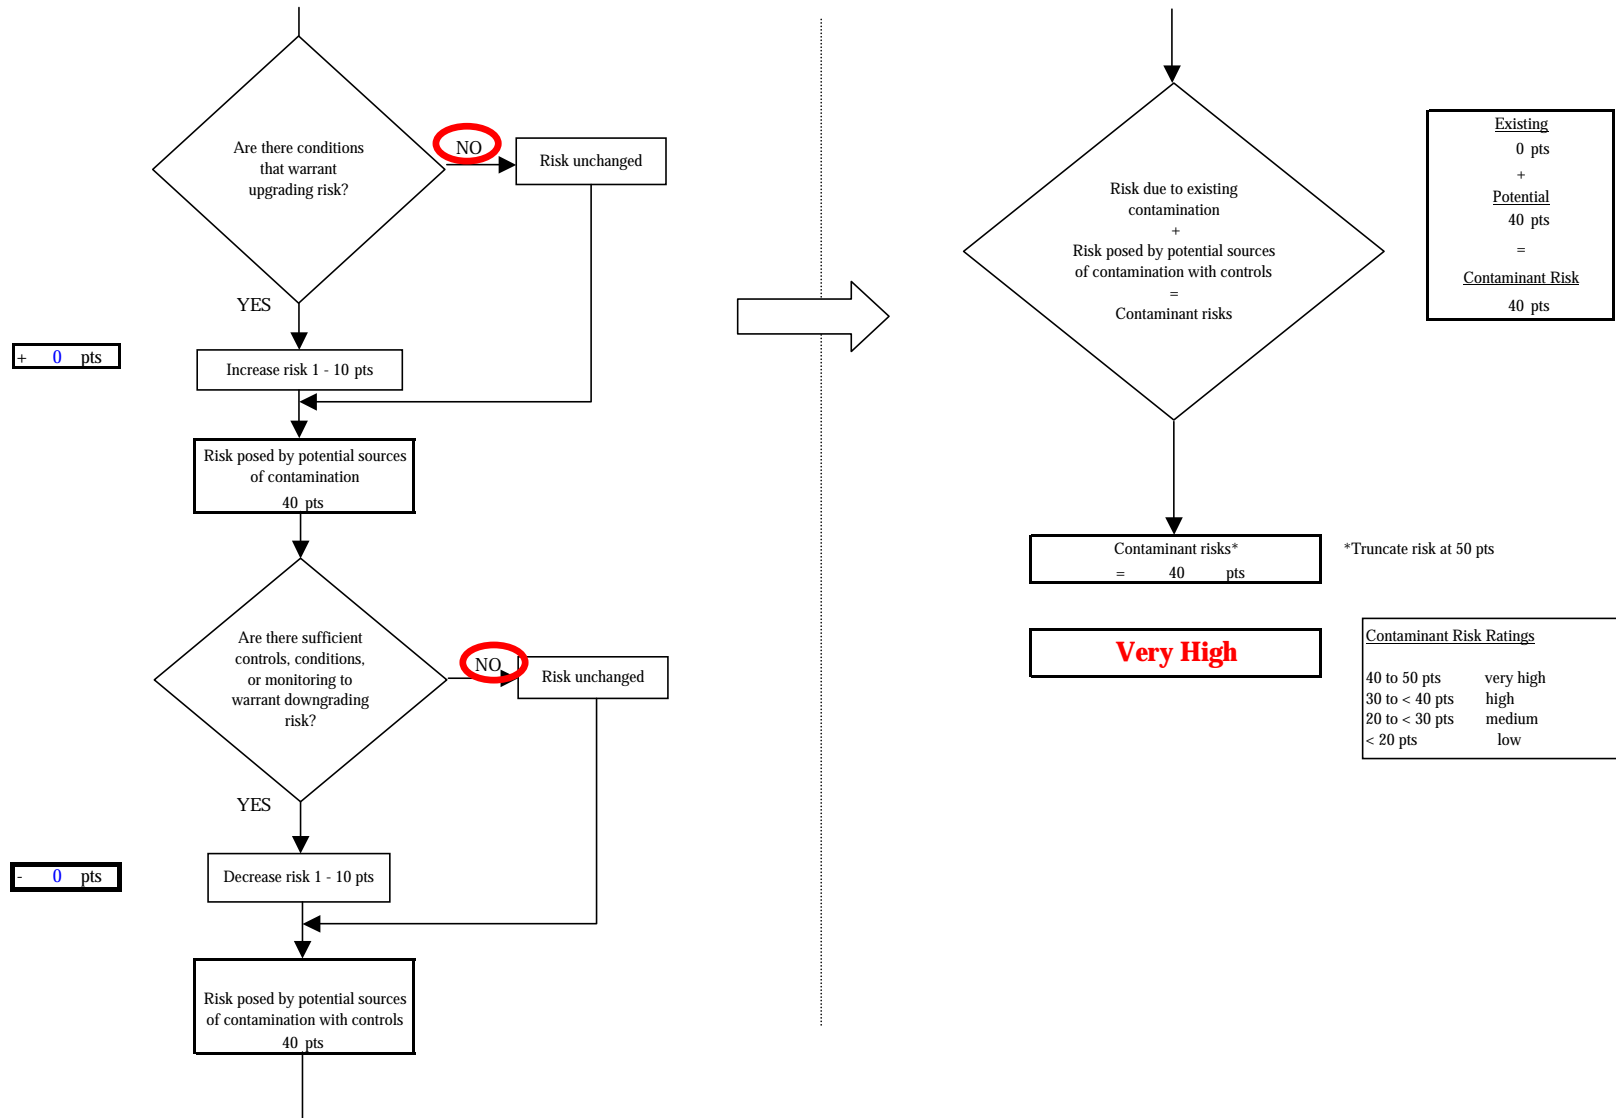 Are there conditions
that warrant
upgrading risk?
NO
Risk unchanged
YES
+ 0 pts
Increase risk 1 - 10 pts
Risk posed by potential sources
of contamination
40 pts
Are there sufficient
controls, conditions,
or monitoring to
warrant downgrading
risk?
NO
Risk unchanged
YES
- 0 pts
Decrease risk 1 - 10 pts
Risk posed by potential sources
of contamination with controls
40 pts
Risk due to existing
contamination
+
Risk posed by potential sources
of contamination with controls
=
Contaminant risks
Existing
0 pts
+
Potential
40 pts
=
Contaminant Risk
40 pts
Contaminant risks*
= 40 pts
*Truncate risk at 50 pts
Very High
Contaminant Risk Ratings
40 to 50 pts very high
30 to < 40 pts high
20 to < 30 pts medium
< 20 pts low